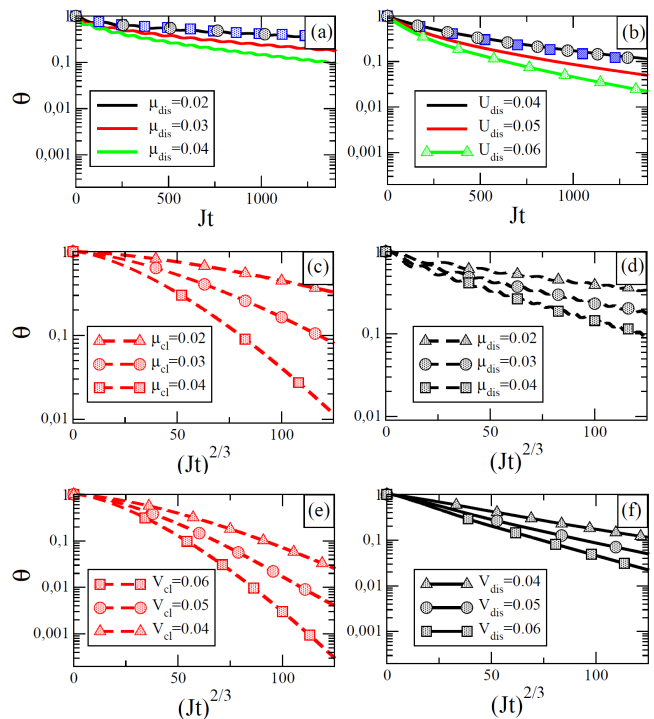 1
0,1
0,01
0,001
θ
0
500
1000
Jt
(a)
μdis=0.02
μdis=0.03
μdis=0.04
1
0,1
0,01
0,001
0
500
1000
Jt
(b)
Udis=0.04
Udis=0.05
Udis=0.06
1
0,1
0,01
θ
0
50
100
(Jt)^2/3
(c)
μcl=0.02
μcl=0.03
μcl=0.04
1
0,1
0,01
0
50
100
(Jt)^2/3
(d)
μdis=0.02
μdis=0.03
μdis=0.04
1
0,1
0,01
0,001
θ
0
50
100
(Jt)^2/3
(e)
Vcl=0.06
Vcl=0.05
Vcl=0.04
1
0,1
0,01
0,001
0
50
100
(Jt)^2/3
(f)
Vdis=0.04
Vdis=0.05
Vdis=0.06